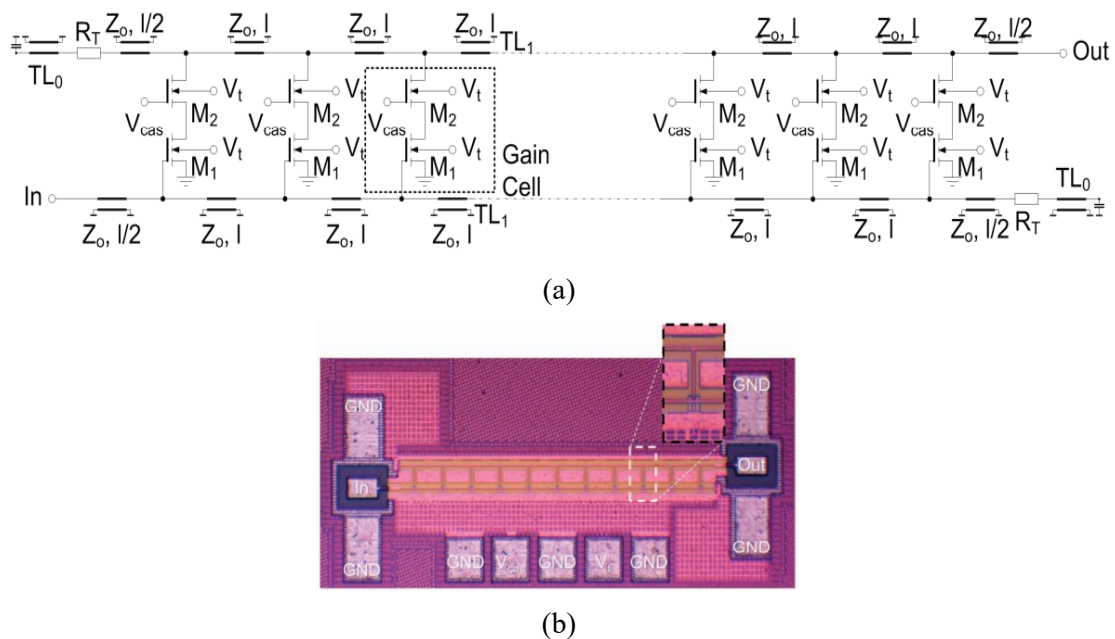 Z₀, l/2 Z₀, l Z₀, l Z₀, l Z₀, l Z₀, l Z₀, l/2
R_T TL₁ Out
TL₀
V_t V_t V_t V_t V_t V_t
V_cas M₂ V_cas M₂ V_cas M₂ V_cas M₂ V_cas M₂ V_cas M₂
V_t V_t V_t V_t V_t V_t
M₁ M₁ M₁ Gain M₁ M₁ M₁
Cell TL₀
In TL₁
Z₀, l/2 Z₀, l Z₀, l Z₀, l Z₀, l Z₀, l Z₀, l/2 R_T
(a)
GND GND
In Out
GND GND V_cas GND V_t GND GND
(b)